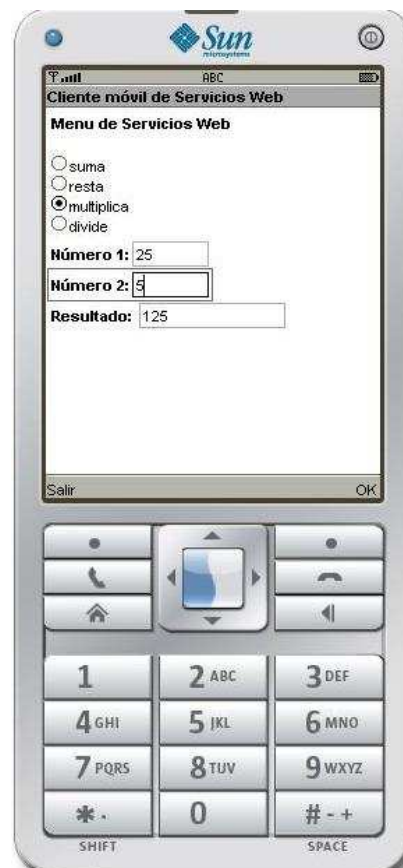 Sun
microsystems
ABC
Cliente móvil de Servicios Web
Menu de Servicios Web
suma
resta
multiplica
divide
Número 1: 25
Número 2: 5
Resultado: 125
Salir OK
1 2 ABC 3 DEF
4 GHI 5 JKL 6 MNO
7 PQRS 8 TUV 9 WXYZ
* . 0 # - +
SHIFT SPACE